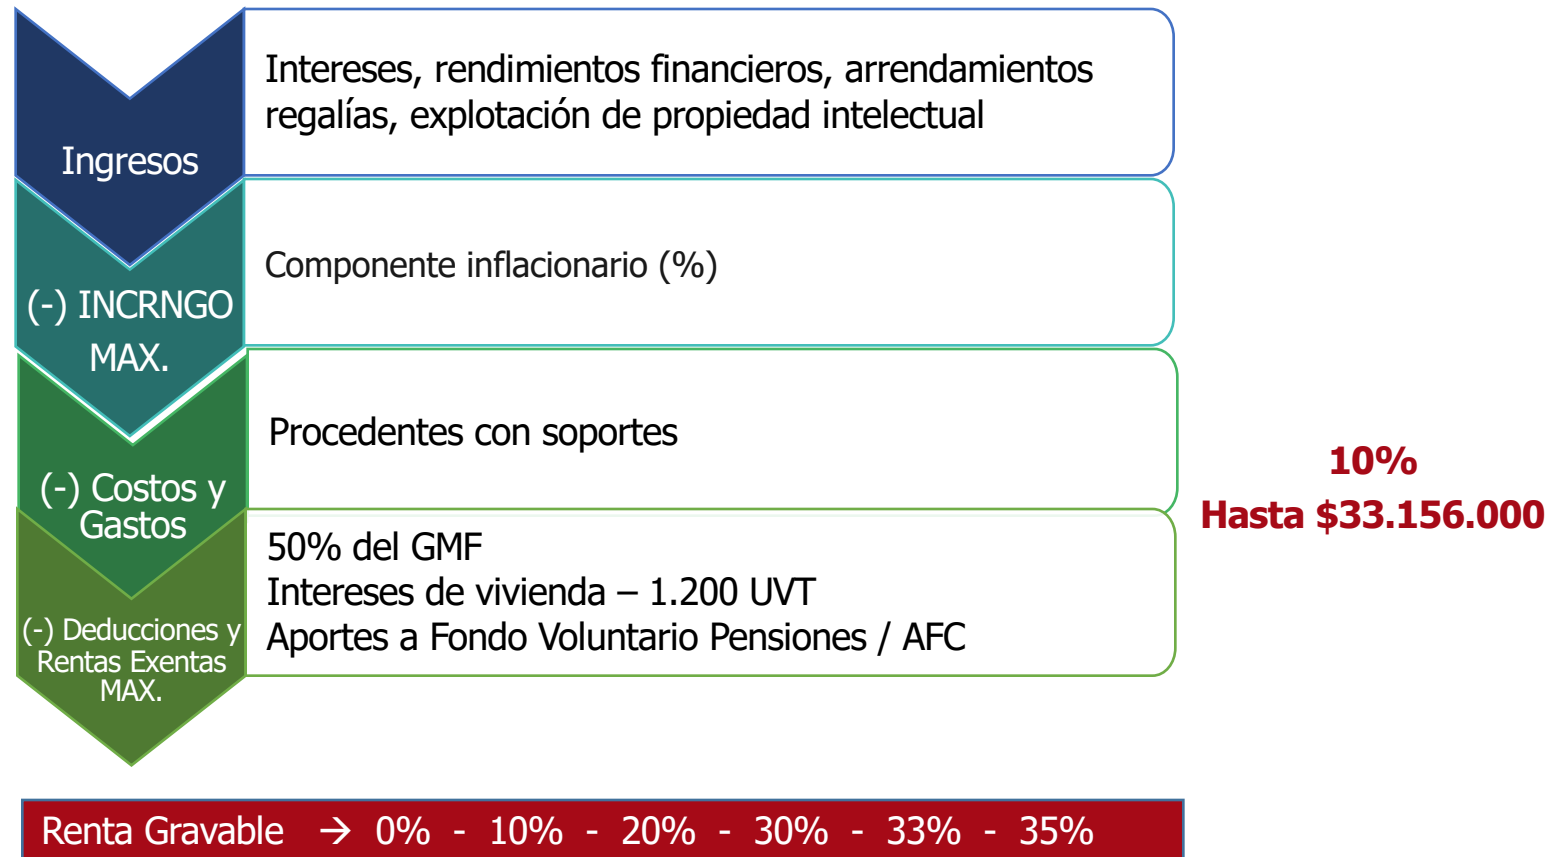 Ingresos
Intereses, rendimientos financieros, arrendamientos
regalías, explotación de propiedad intelectual
(-) INCRNGO
MAX.
Componente inflacionario (%)
(-) Costos y
Gastos
Procedentes con soportes
(-) Deducciones y
Rentas Exentas
MAX.
50% del GMF
Intereses de vivienda – 1.200 UVT
Aportes a Fondo Voluntario Pensiones / AFC
10%
Hasta $33.156.000
Renta Gravable → 0% - 10% - 20% - 30% - 33% - 35%